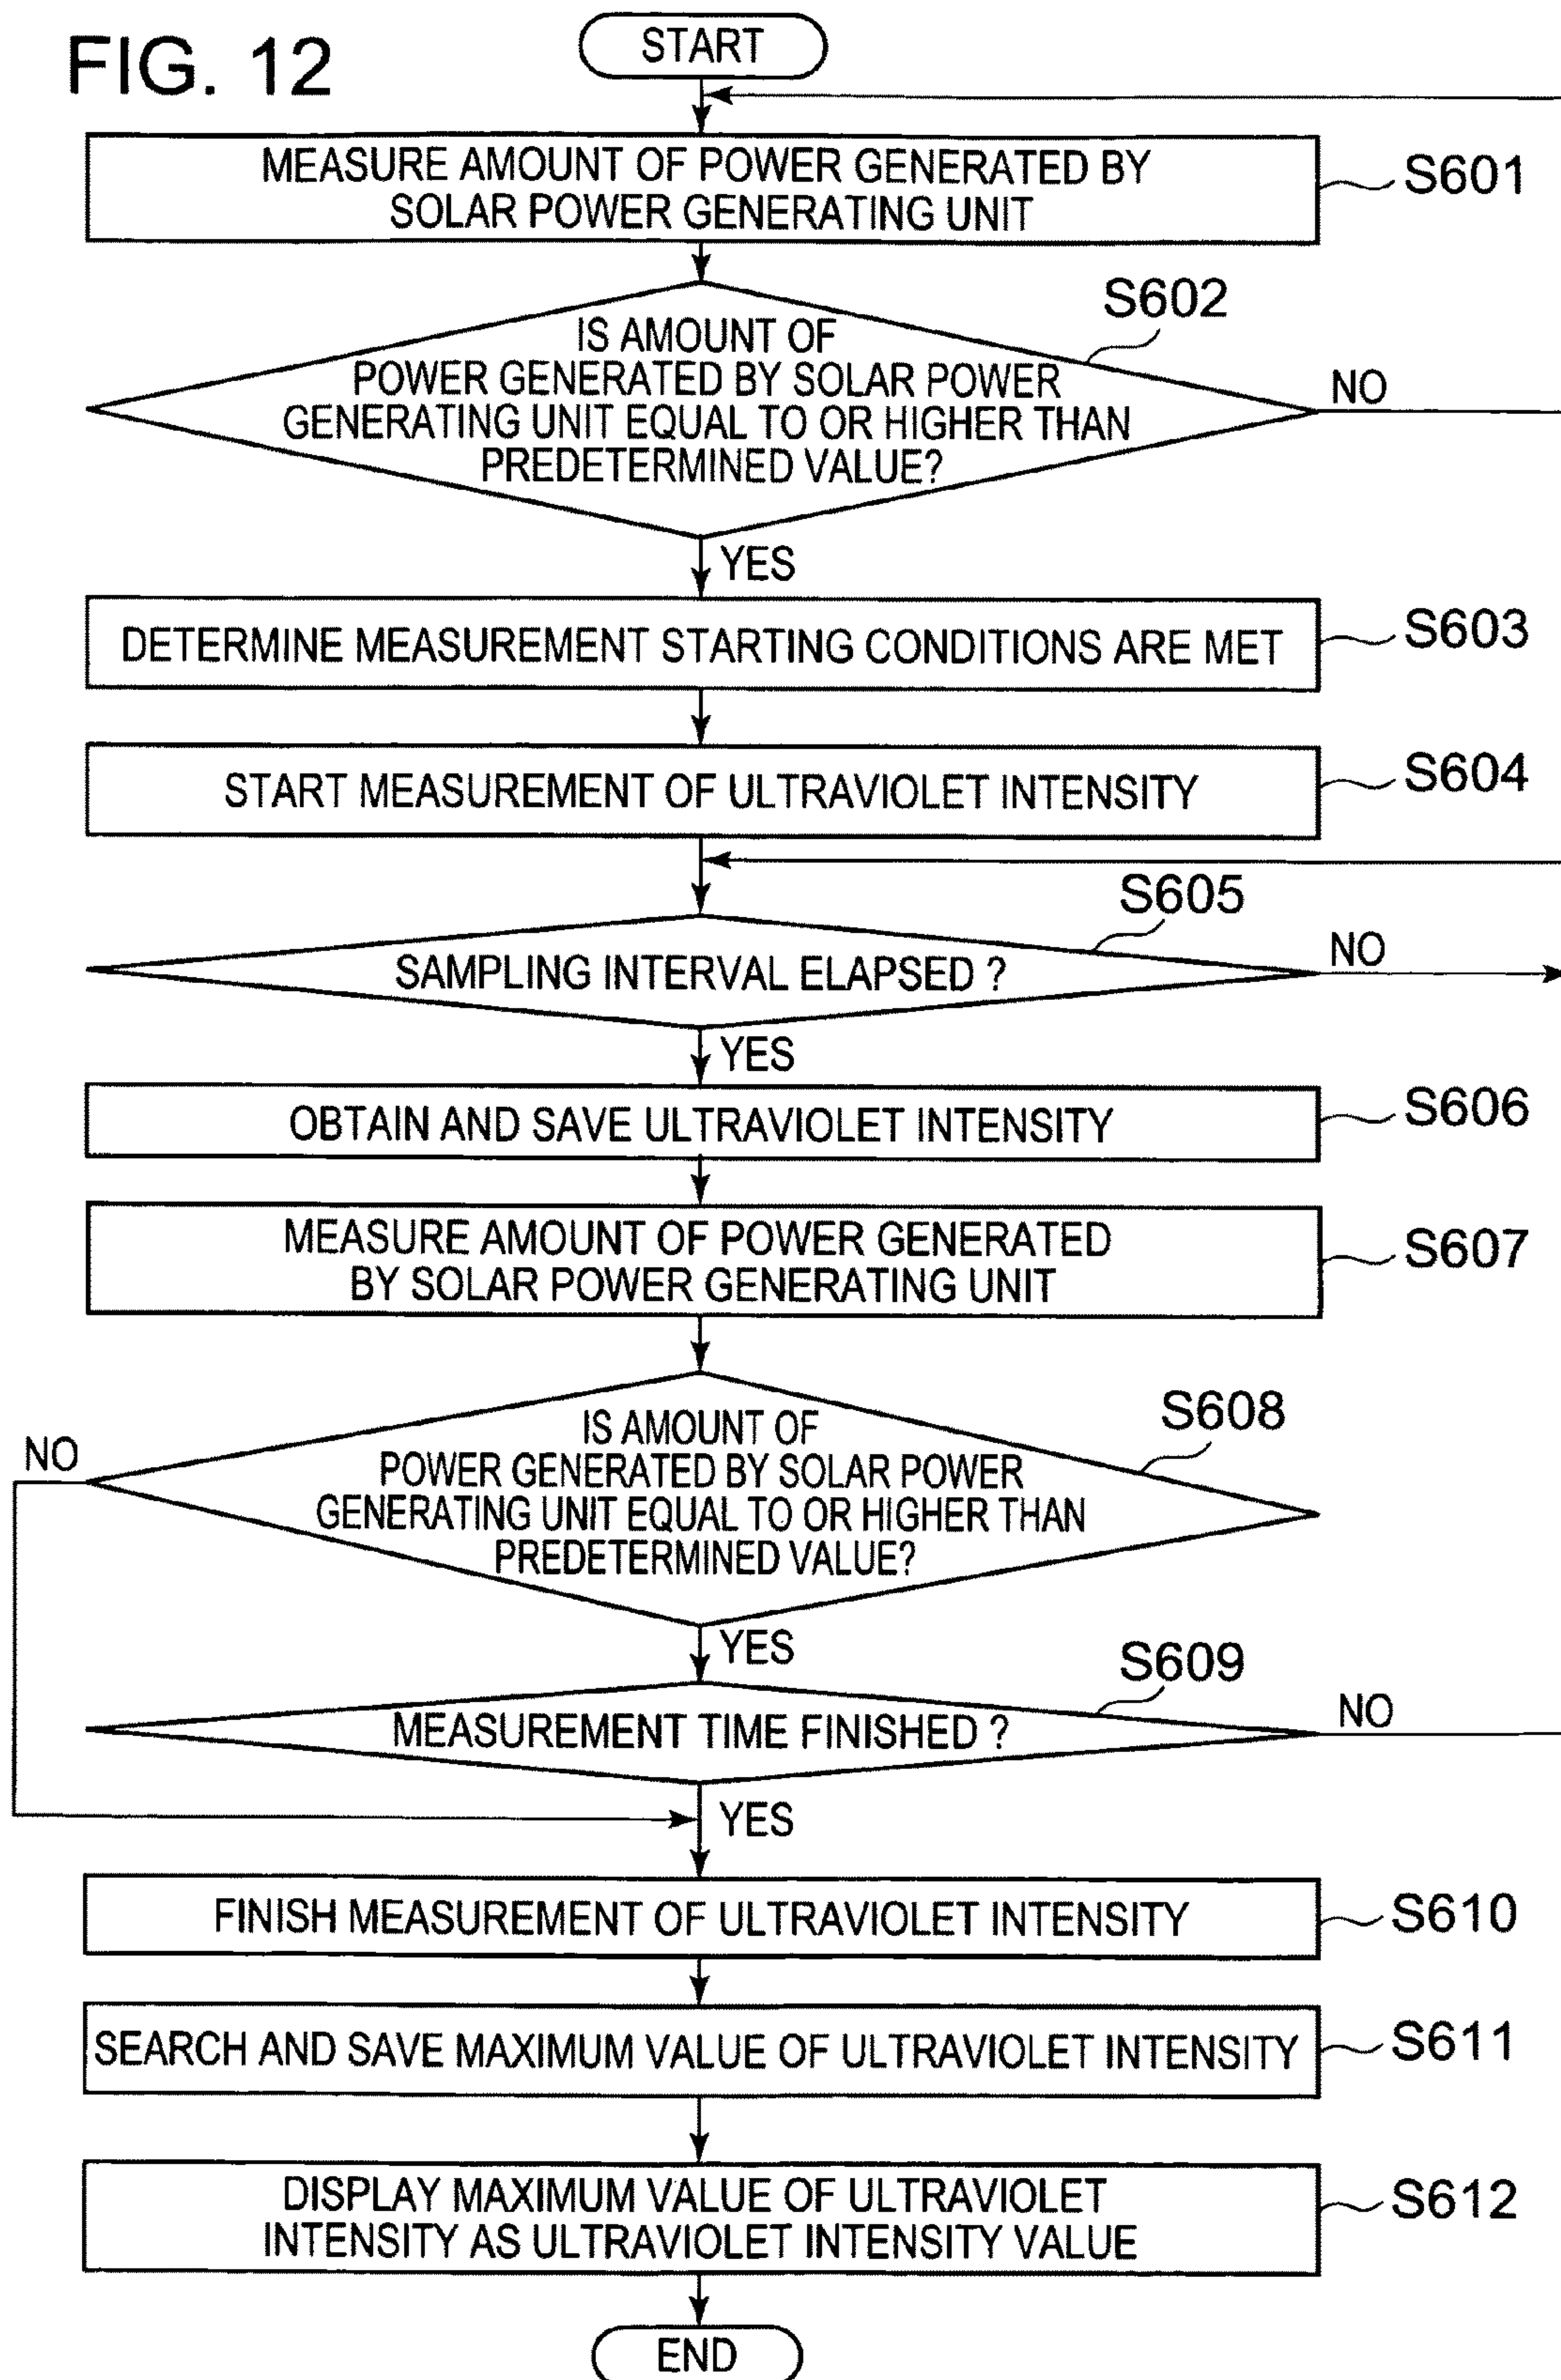 FIG. 12
START
MEASURE AMOUNT OF POWER GENERATED BY
SOLAR POWER GENERATING UNIT
S601
S602
IS AMOUNT OF
POWER GENERATED BY SOLAR POWER
GENERATING UNIT EQUAL TO OR HIGHER THAN
PREDETERMINED VALUE?
NO
YES
DETERMINE MEASUREMENT STARTING CONDITIONS ARE MET
S603
START MEASUREMENT OF ULTRAVIOLET INTENSITY
S604
S605
SAMPLING INTERVAL ELAPSED ?
NO
YES
OBTAIN AND SAVE ULTRAVIOLET INTENSITY
S606
MEASURE AMOUNT OF POWER GENERATED
BY SOLAR POWER GENERATING UNIT
S607
S608
IS AMOUNT OF
POWER GENERATED BY SOLAR POWER
GENERATING UNIT EQUAL TO OR HIGHER THAN
PREDETERMINED VALUE?
NO
YES
S609
MEASUREMENT TIME FINISHED ?
NO
YES
FINISH MEASUREMENT OF ULTRAVIOLET INTENSITY
S610
SEARCH AND SAVE MAXIMUM VALUE OF ULTRAVIOLET INTENSITY
S611
DISPLAY MAXIMUM VALUE OF ULTRAVIOLET
INTENSITY AS ULTRAVIOLET INTENSITY VALUE
S612
END